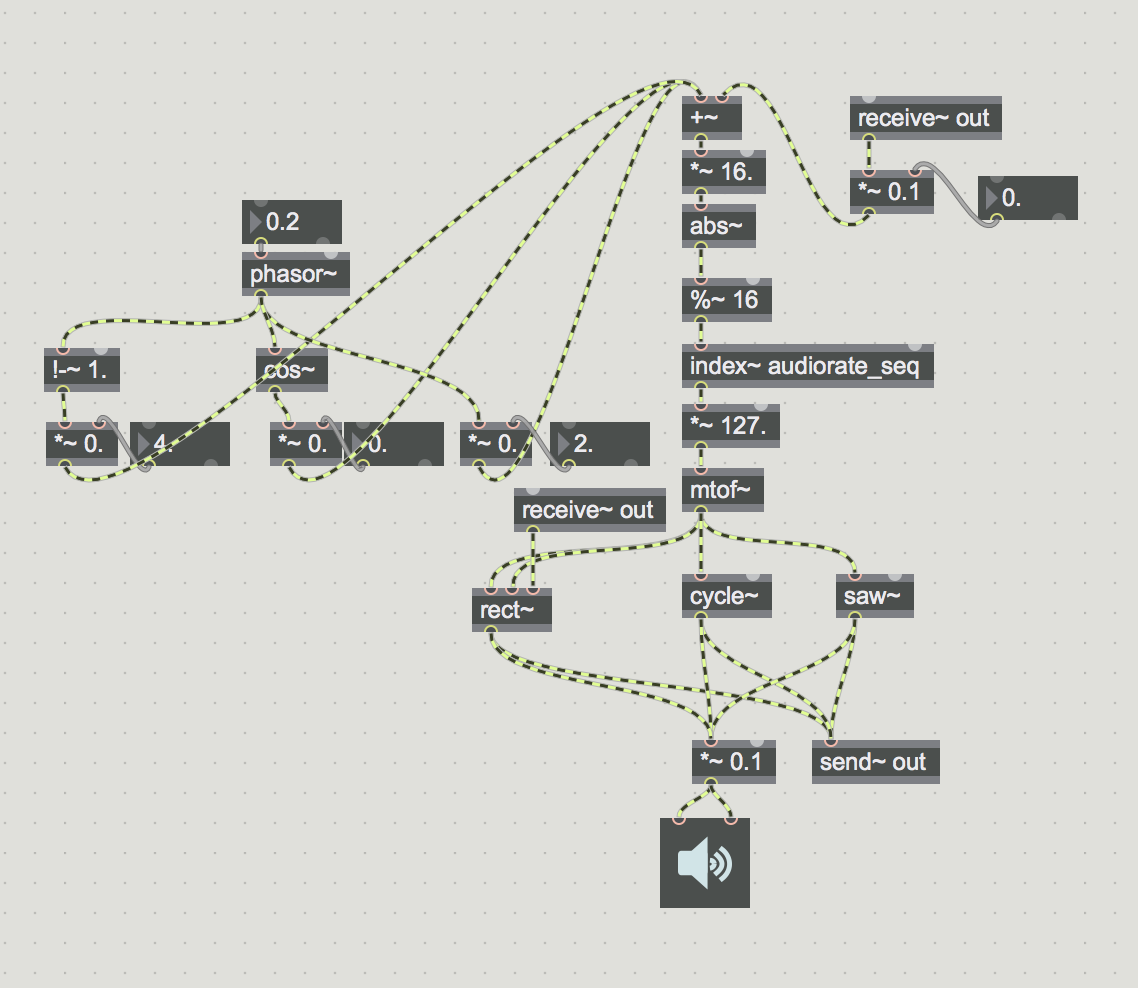 +~
receive~ out
*~ 16.
*~ 0.1
0.
0.2
abs~
phasor~
%~ 16
!-~ 1.
cos~
index~ audiorate_seq
*~ 0.
4.
*~ 0.
0.
*~ 0.
2.
*~ 127.
mtof~
receive~ out
rect~
cycle~
saw~
*~ 0.1
send~ out